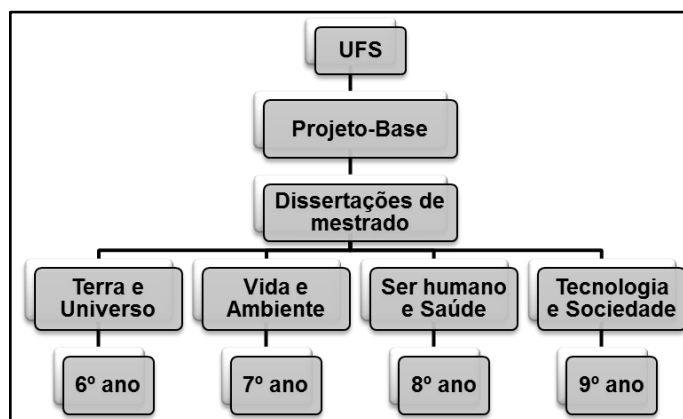 UFS
Projeto-Base
Dissertações de
mestrado
Terra e
Universo
Vida e
Ambiente
Ser humano
e Saúde
Tecnologia
e Sociedade
6º ano
7º ano
8º ano
9º ano